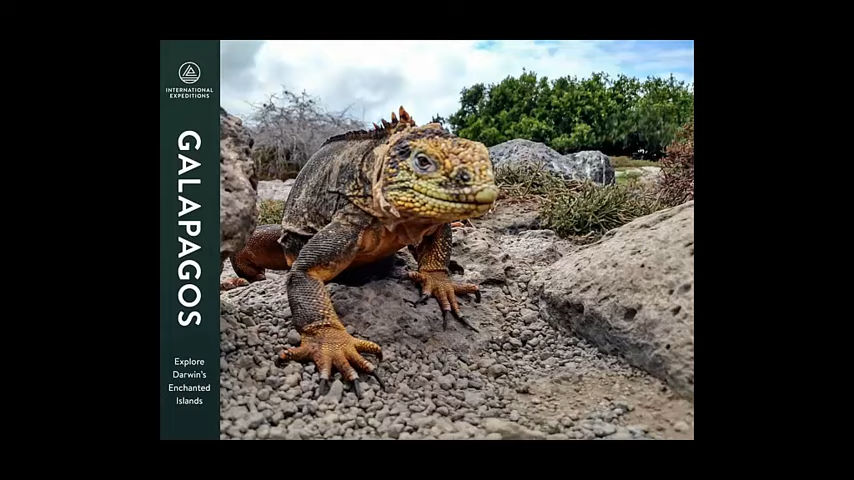 INTERNATIONAL
EXPEDITIONS
GALAPAGOS
Explore
Darwin's
Enchanted
Islands